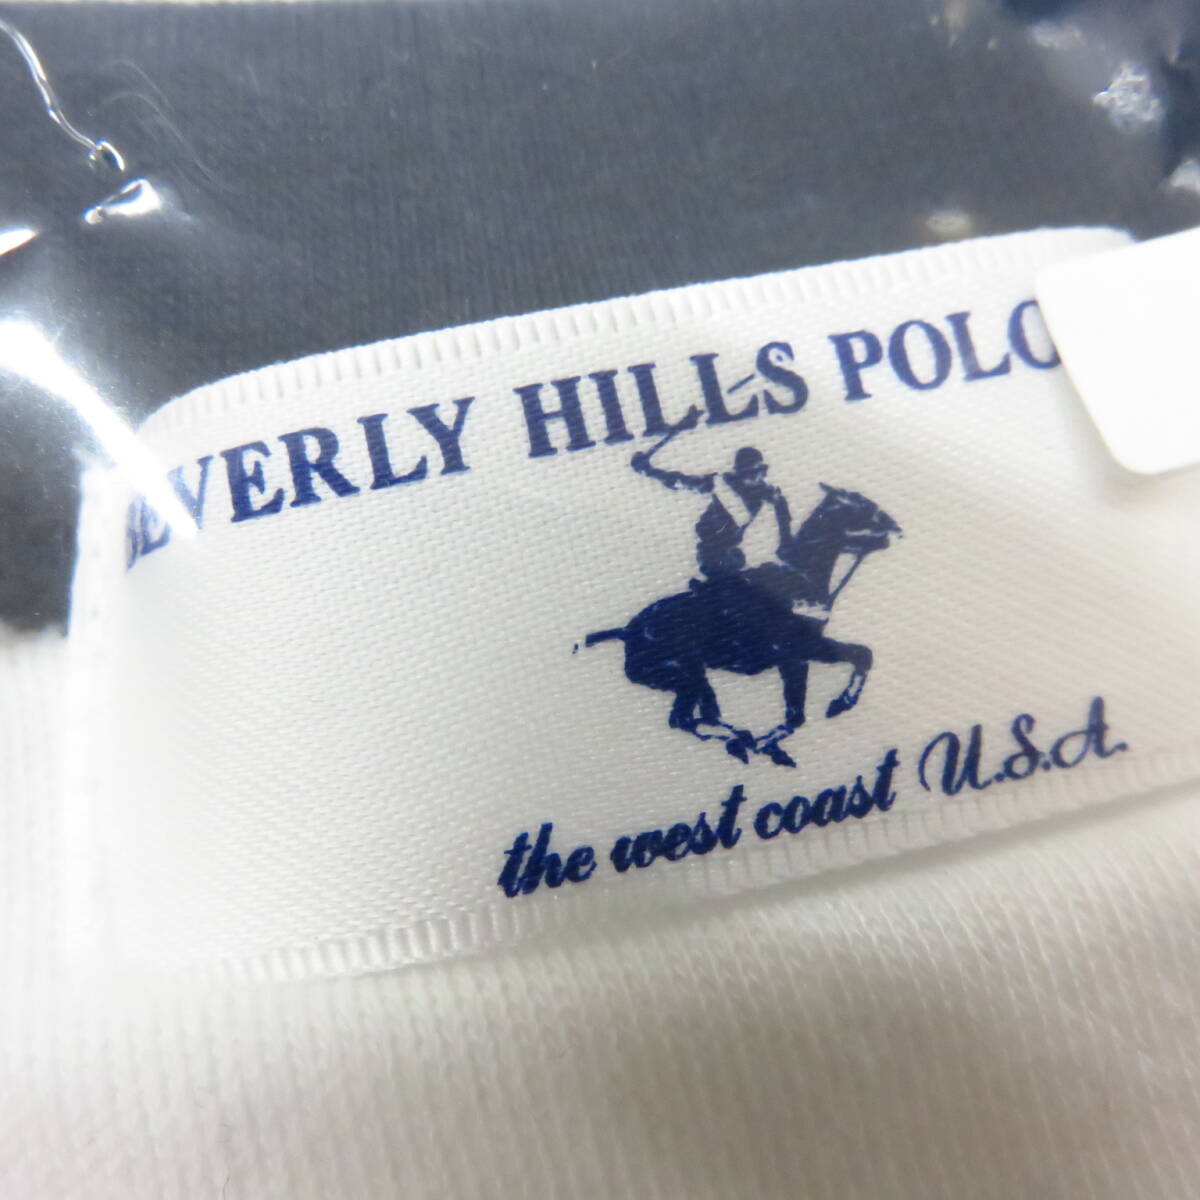 BEVERLY HILLS POLO
the west coast U.S.A.